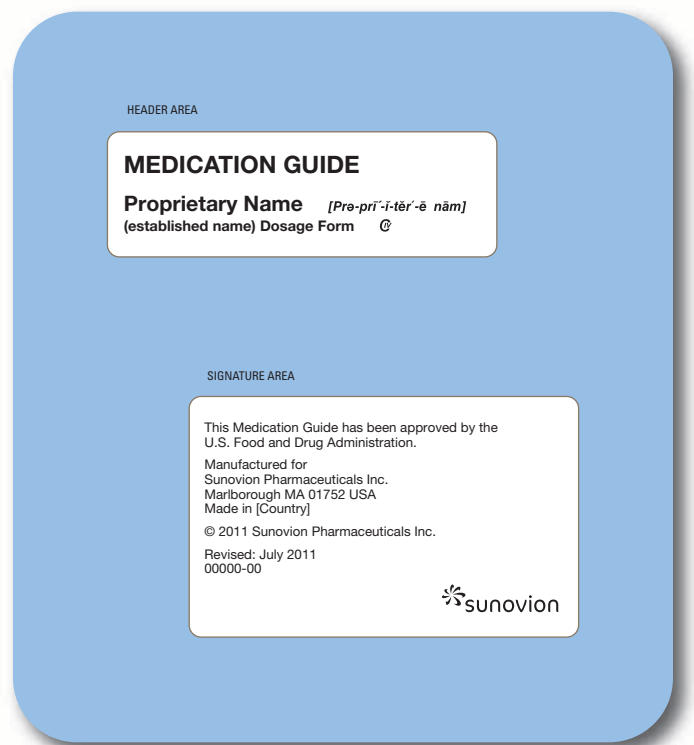 HEADER AREA
MEDICATION GUIDE
Proprietary Name [Prə-prī´-ĭ-tĕr´-ē nām]
(established name) Dosage Form CIV
SIGNATURE AREA
This Medication Guide has been approved by the
U.S. Food and Drug Administration.
Manufactured for
Sunovion Pharmaceuticals Inc.
Marlborough MA 01752 USA
Made in [Country]
© 2011 Sunovion Pharmaceuticals Inc.
Revised: July 2011
00000-00
sunovion